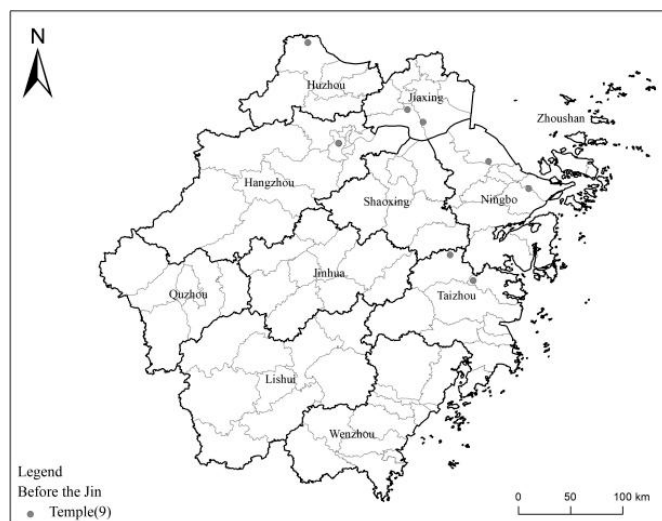 N
Huzhou
Jiaxing
Zhoushan
Hangzhou
Shaoxing
Ningbo
Jinhua
Quzhou
Taizhou
Lishui
Wenzhou
Legend
Before the Jin
Temple(9)
0 50 100 km